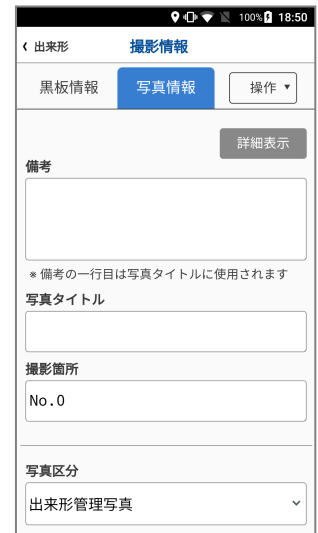 100% 18:50
‹ 出来形 撮影情報
黒板情報 写真情報 操作 ▼
詳細表示
備考
※ 備考の一行目は写真タイトルに使用されます
写真タイトル
撮影箇所
No.0
写真区分
出来形管理写真